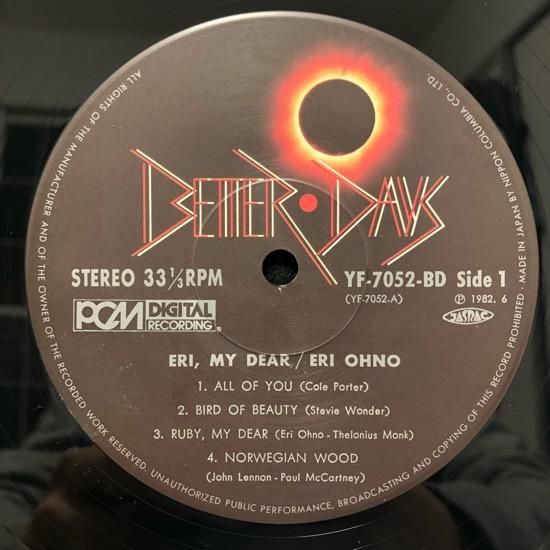 BETTER DAYS
STEREO 33 1/3 RPM
YF-7052-BD Side 1
(YF-7052-A)
Ⓟ 1982. 6
PCM DIGITAL RECORDING®
JASRAC
ERI, MY DEAR / ERI OHNO
1. ALL OF YOU (Cole Porter)
2. BIRD OF BEAUTY (Stevie Wonder)
3. RUBY, MY DEAR (Eri Ohno - Thelonius Monk)
4. NORWEGIAN WOOD
(John Lennon - Paul McCartney)
ALL RIGHTS OF THE MANUFACTURER AND OF THE OWNER OF THE RECORDED WORK RESERVED. UNAUTHORIZED PUBLIC PERFORMANCE, BROADCASTING AND COPYING OF THIS RECORD PROHIBITED · MADE IN JAPAN BY NIPPON COLUMBIA CO., LTD.